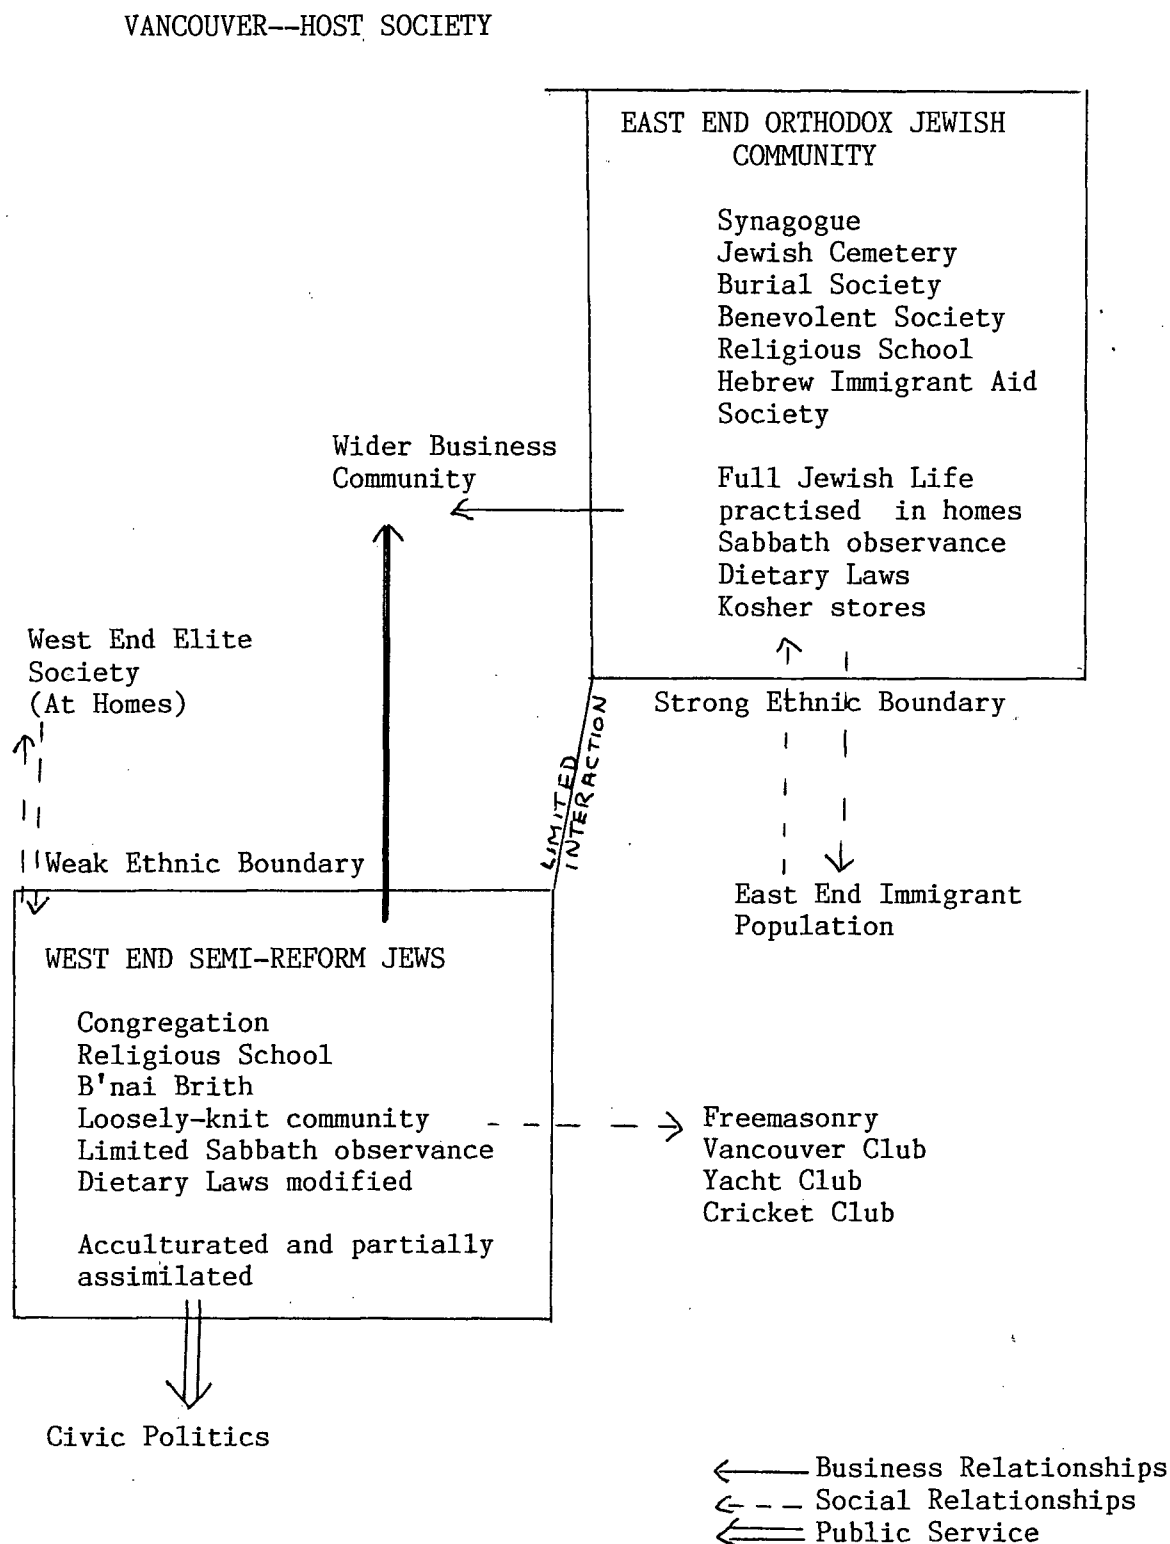 VANCOUVER--HOST SOCIETY
EAST END ORTHODOX JEWISH
COMMUNITY
Synagogue
Jewish Cemetery
Burial Society
Benevolent Society
Religious School
Hebrew Immigrant Aid
Society
Full Jewish Life
practised in homes
Sabbath observance
Dietary Laws
Kosher stores
Wider Business
Community
West End Elite
Society
(At Homes)
Strong Ethnic Boundary
LIMITED
INTERACTION
Weak Ethnic Boundary
East End Immigrant
Population
WEST END SEMI-REFORM JEWS
Congregation
Religious School
B'nai Brith
Loosely-knit community
Limited Sabbath observance
Dietary Laws modified
Acculturated and partially
assimilated
Freemasonry
Vancouver Club
Yacht Club
Cricket Club
Civic Politics
Business Relationships
Social Relationships
Public Service